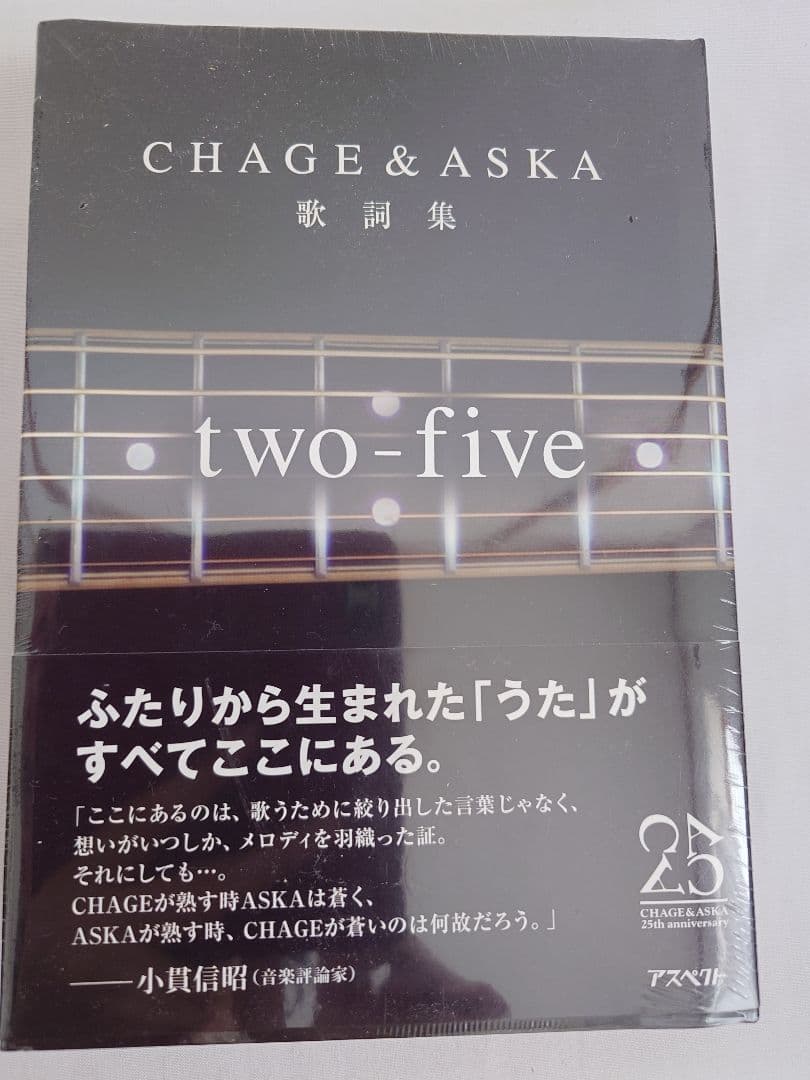 CHAGE & ASKA
歌詞集
two-five
ふたりから生まれた「うた」が
すべてここにある。
「ここにあるのは、歌うために絞り出した言葉じゃなく、
想いがいつしか、メロディを羽織った証。
それにしても…。
CHAGEが熟す時ASKAは蒼く、
ASKAが熟す時、CHAGEが蒼いのは何故だろう。」
——小貫信昭（音楽評論家）
C A
2 5
CHAGE&ASKA
25th anniversary
アスペクト